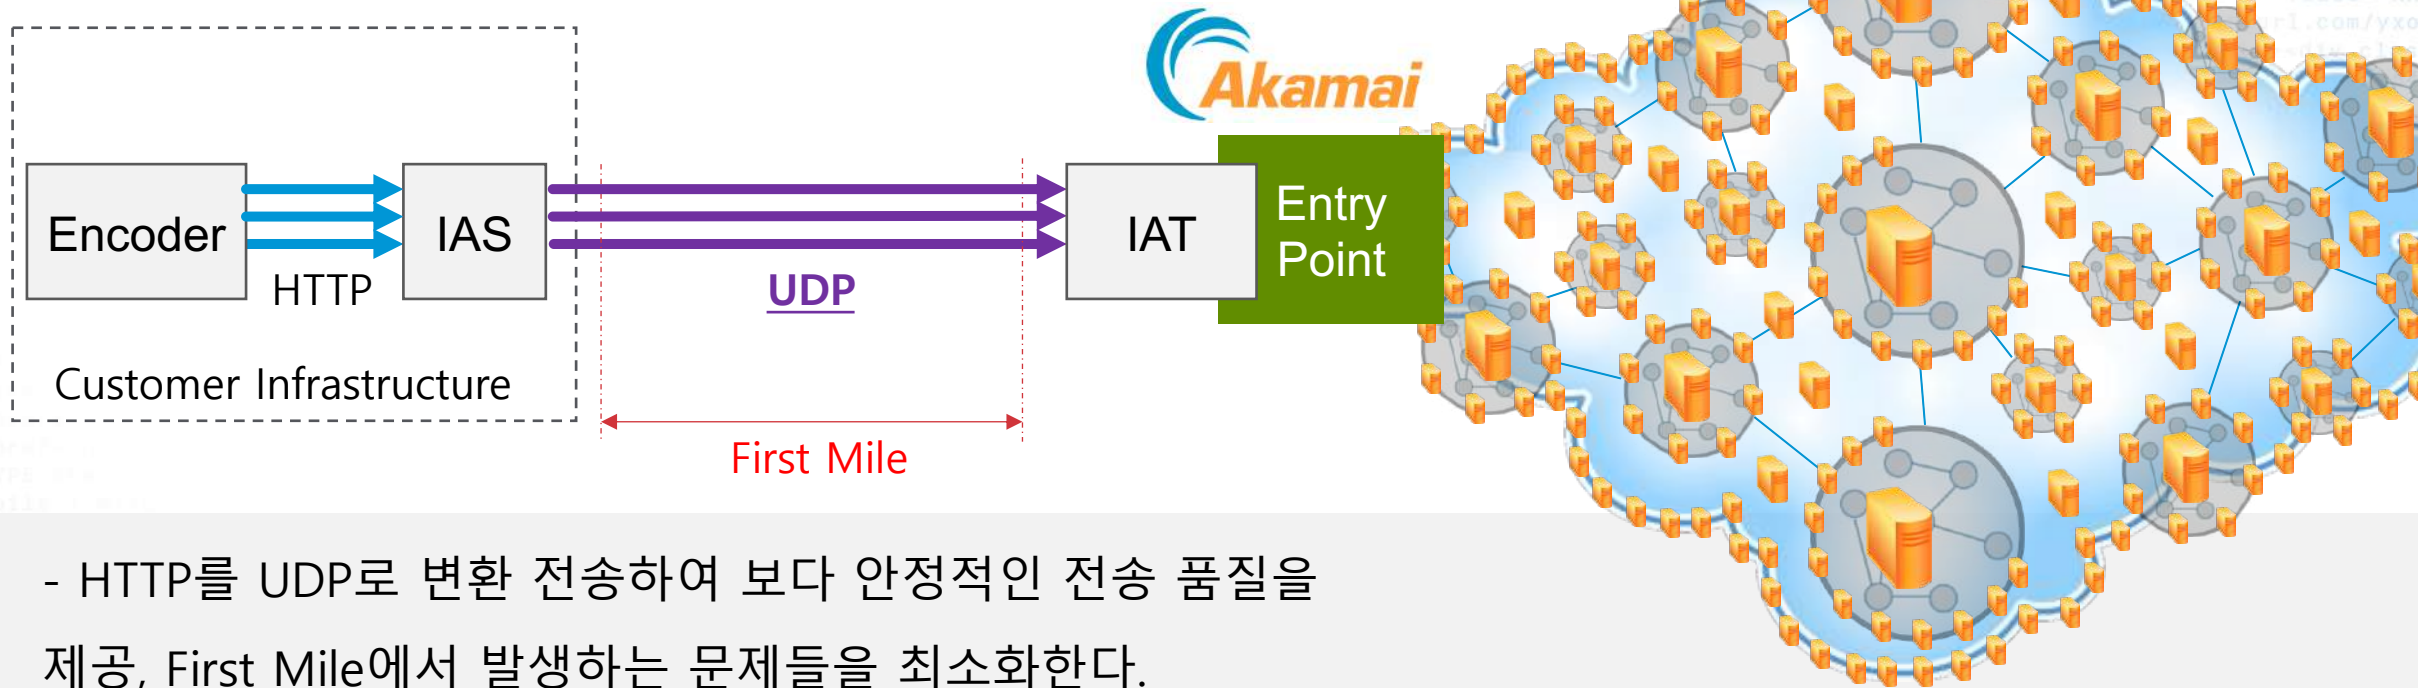 Akamai
Encoder
HTTP
IAS
UDP
IAT
Entry
Point
Customer Infrastructure
First Mile
- HTTP를 UDP로 변환 전송하여 보다 안정적인 전송 품질을
제공, First Mile에서 발생하는 문제들을 최소화한다.